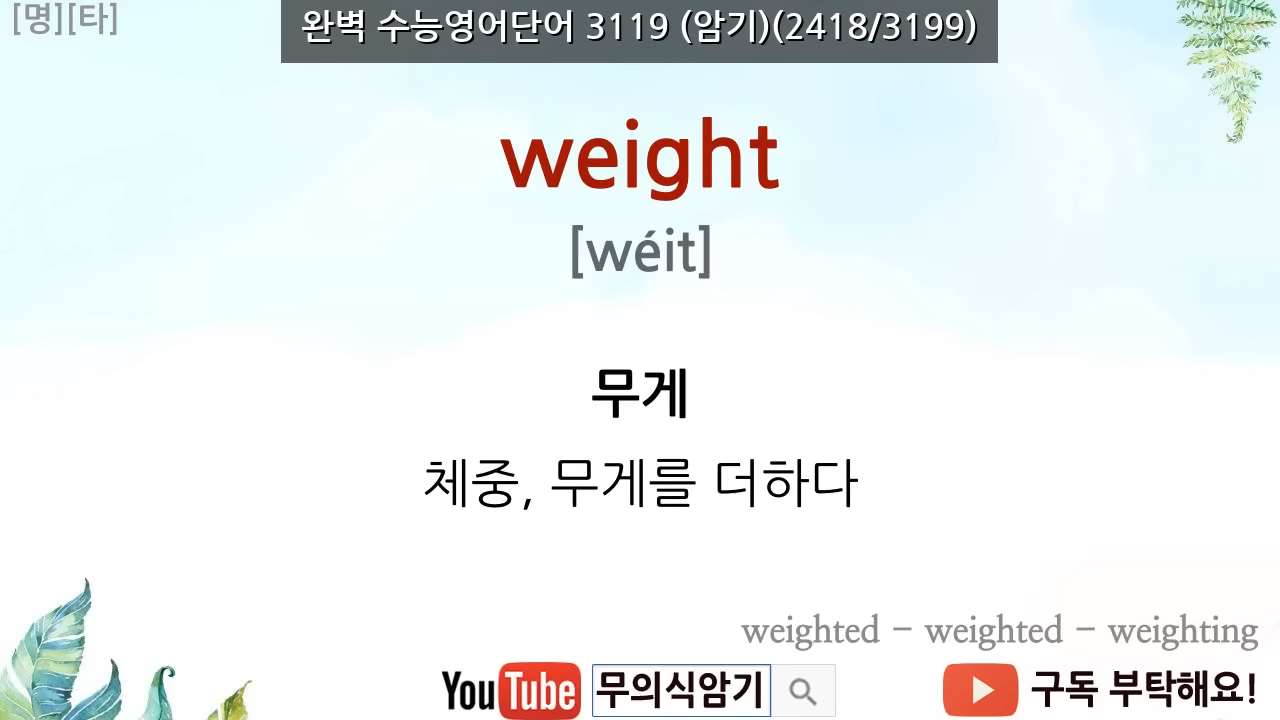 [명][타]
완벽 수능영어단어 3119 (암기)(2418/3199)
weight
[wéit]
무게
체중, 무게를 더하다
weighted - weighted - weighting
YouTube 무의식암기
구독 부탁해요!